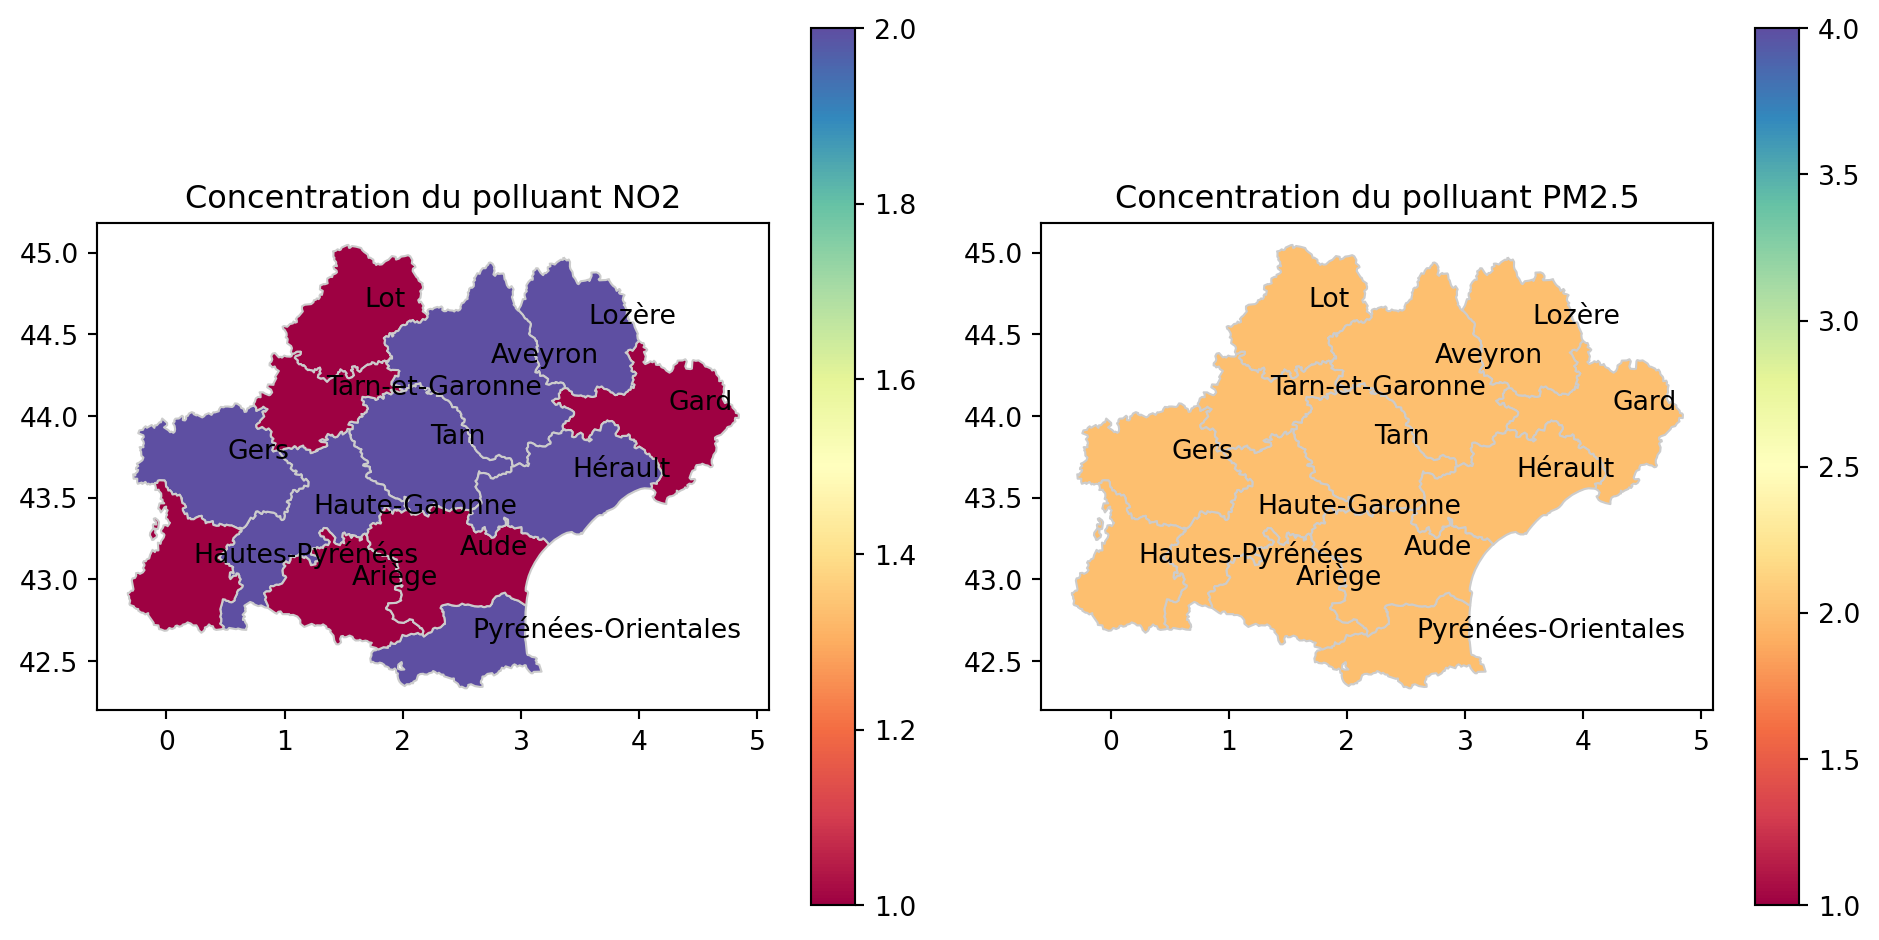 Concentration du polluant NO2
45.0
44.5
44.0
43.5
43.0
42.5
0 1 2 3 4 5
Lot
Lozère
Aveyron
Tarn-et-Garonne
Gard
Tarn
Gers
Hérault
Haute-Garonne
Aude
Hautes-Pyrénées
Ariège
Pyrénées-Orientales
2.0
1.8
1.6
1.4
1.2
1.0
Concentration du polluant PM2.5
45.0
44.5
44.0
43.5
43.0
42.5
0 1 2 3 4 5
Lot
Lozère
Aveyron
Tarn-et-Garonne
Gard
Tarn
Gers
Hérault
Haute-Garonne
Aude
Hautes-Pyrénées
Ariège
Pyrénées-Orientales
4.0
3.5
3.0
2.5
2.0
1.5
1.0